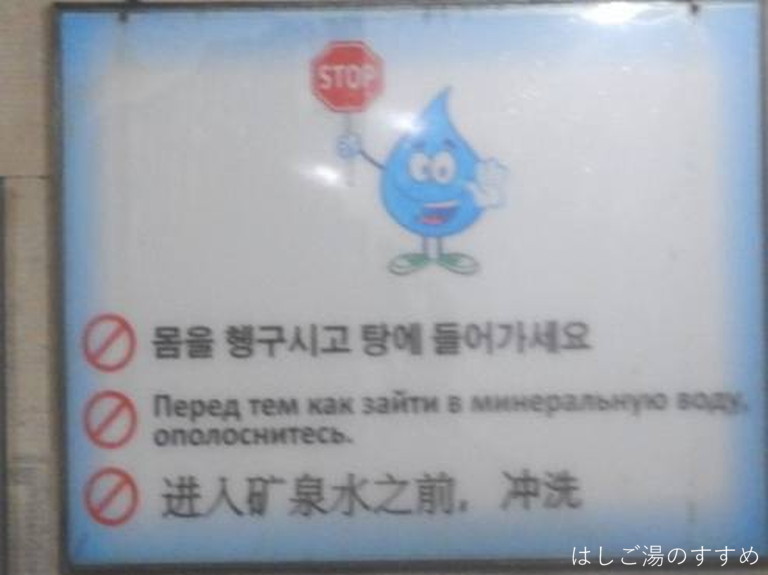 STOP
몸을 헹구시고 탕에 들어가세요
Перед тем как зайти в минеральную воду,
ополоснитесь.
进入矿泉水之前，冲洗
はしご湯のすすめ